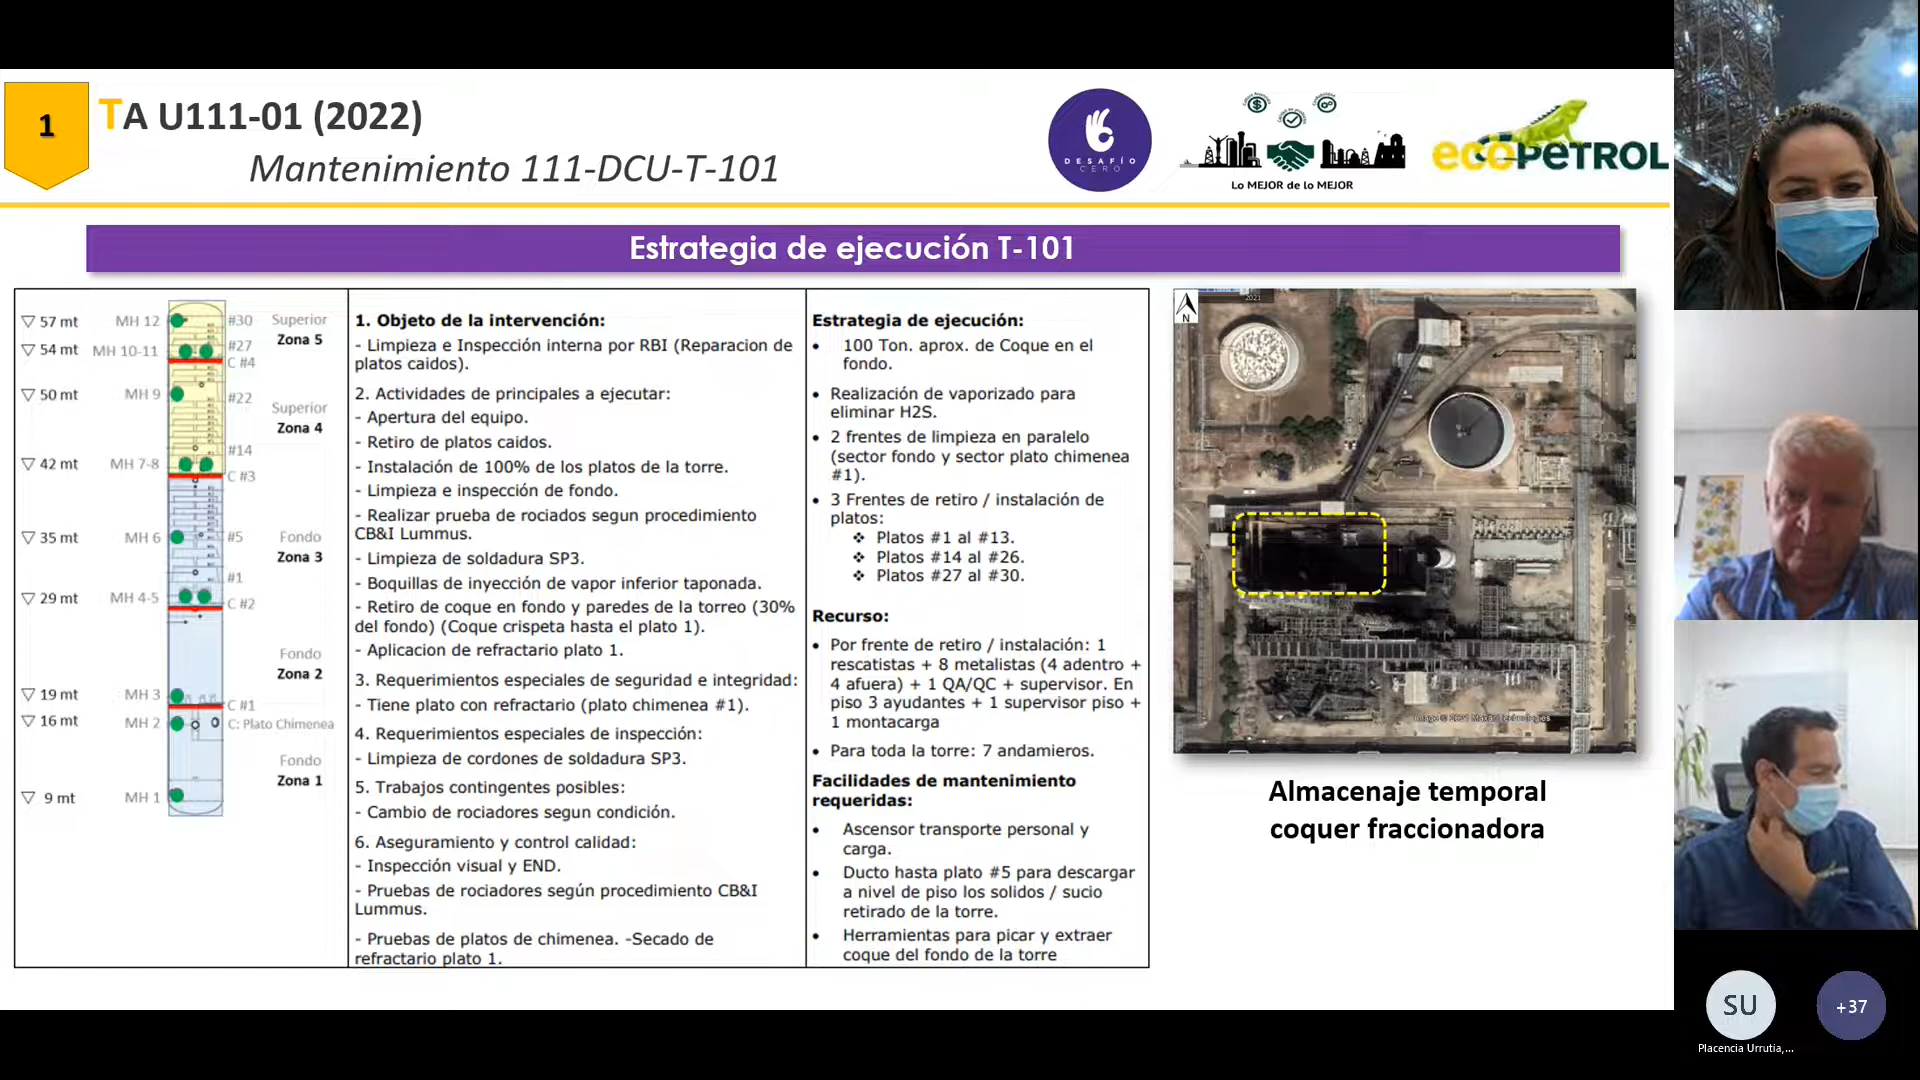 1
TA U111-01 (2022)
Mantenimiento 111-DCU-T-101
DESAFÍO
CERO
Lo MEJOR de lo MEJOR
ecoPETROL
Estrategia de ejecución T-101
57 mt MH 12 #30 Superior
Zona 5
54 mt MH 10-11 #27
C #4
50 mt MH 9 #22
Superior
Zona 4
#14
42 mt MH 7-8
C #3
35 mt MH 6 #5 Fondo
Zona 3
#1
29 mt MH 4-5 C #2
Fondo
Zona 2
19 mt MH 3
C #1
16 mt MH 2 C: Plato Chimenea
Fondo
Zona 1
9 mt MH 1
1. Objeto de la intervención:
- Limpieza e Inspección interna por RBI (Reparacion de
platos caidos).
2. Actividades de principales a ejecutar:
- Apertura del equipo.
- Retiro de platos caidos.
- Instalación de 100% de los platos de la torre.
- Limpieza e inspección de fondo.
- Realizar prueba de rociados segun procedimiento
CB&I Lummus.
- Limpieza de soldadura SP3.
- Boquillas de inyección de vapor inferior taponada.
- Retiro de coque en fondo y paredes de la torreo (30%
del fondo) (Coque crispeta hasta el plato 1).
- Aplicacion de refractario plato 1.
3. Requerimientos especiales de seguridad e integridad:
- Tiene plato con refractario (plato chimenea #1).
4. Requerimientos especiales de inspección:
- Limpieza de cordones de soldadura SP3.
5. Trabajos contingentes posibles:
- Cambio de rociadores segun condición.
6. Aseguramiento y control calidad:
- Inspección visual y END.
- Pruebas de rociadores según procedimiento CB&I
Lummus.
- Pruebas de platos de chimenea. -Secado de
refractario plato 1.
Estrategia de ejecución:
• 100 Ton. aprox. de Coque en el
fondo.
• Realización de vaporizado para
eliminar H2S.
• 2 frentes de limpieza en paralelo
(sector fondo y sector plato chimenea
#1).
• 3 Frentes de retiro / instalación de
platos:
❖ Platos #1 al #13.
❖ Platos #14 al #26.
❖ Platos #27 al #30.
Recurso:
• Por frente de retiro / instalación: 1
rescatistas + 8 metalistas (4 adentro +
4 afuera) + 1 QA/QC + supervisor. En
piso 3 ayudantes + 1 supervisor piso +
1 montacarga
• Para toda la torre: 7 andamieros.
Facilidades de mantenimiento
requeridas:
• Ascensor transporte personal y
carga.
• Ducto hasta plato #5 para descargar
a nivel de piso los solidos / sucio
retirado de la torre.
• Herramientas para picar y extraer
coque del fondo de la torre
N
2021
Almacenaje temporal
coquer fraccionadora
SU
+37
Placencia Urrutia,...